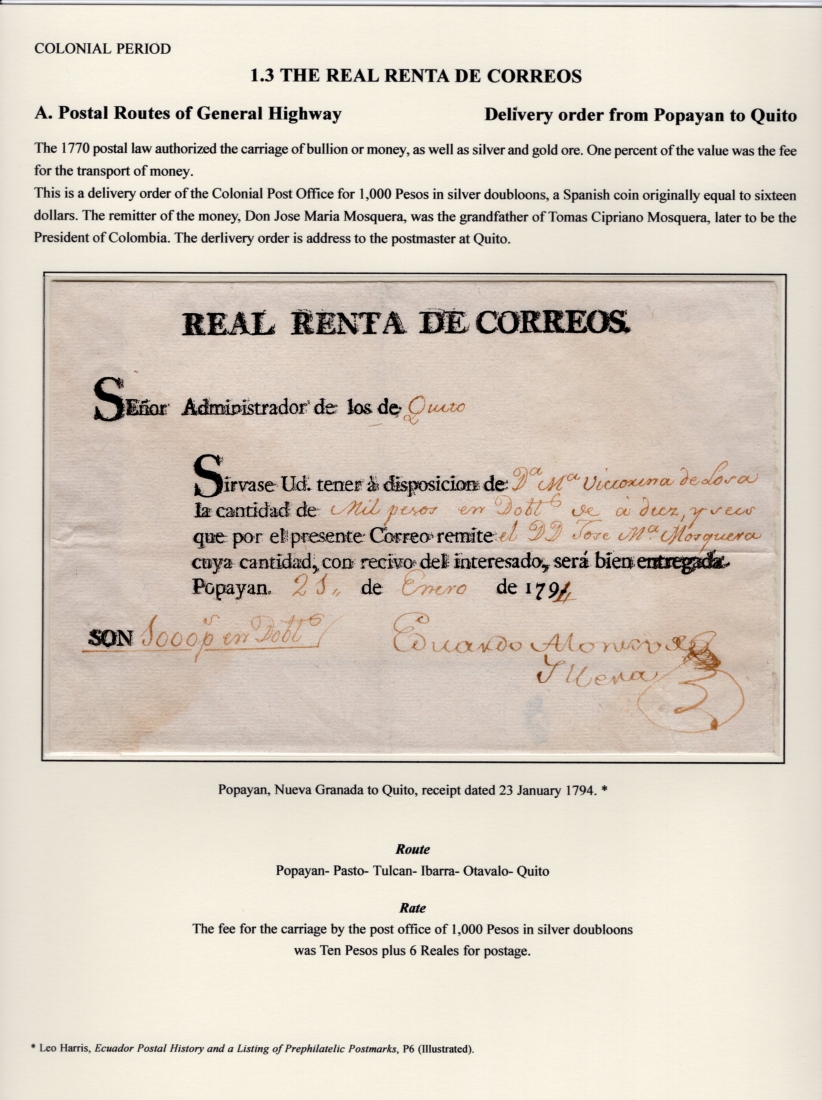 COLONIAL PERIOD
1.3 THE REAL RENTA DE CORREOS
A. Postal Routes of General Highway Delivery order from Popayan to Quito
The 1770 postal law authorized the carriage of bullion or money, as well as silver and gold ore. One percent of the value was the fee
for the transport of money.
This is a delivery order of the Colonial Post Office for 1,000 Pesos in silver doubloons, a Spanish coin originally equal to sixteen
dollars. The remitter of the money, Don Jose Maria Mosquera, was the grandfather of Tomas Cipriano Mosquera, later to be the
President of Colombia. The derlivery order is address to the postmaster at Quito.
REAL RENTA DE CORREOS.
SEñor Administrador de los de Quito
Sirvase Ud. tener à disposicion de Dª Mª de
la cantidad de Mil pesos en Dobl.s de à diez, y seis
que por el presente Correo remite el DD Jose Mª Mosquera
cuya cantidad, con recivo del interesado, será bien entregada.
Popayan. de Enero de 1794
SON 1000 p.s en Dobl.s
Eduardo
Popayan, Nueva Granada to Quito, receipt dated 23 January 1794. *
Route
Popayan- Pasto- Tulcan- Ibarra- Otavalo- Quito
Rate
The fee for the carriage by the post office of 1,000 Pesos in silver doubloons
was Ten Pesos plus 6 Reales for postage.
* Leo Harris, Ecuador Postal History and a Listing of Prephilatelic Postmarks, P6 (Illustrated).